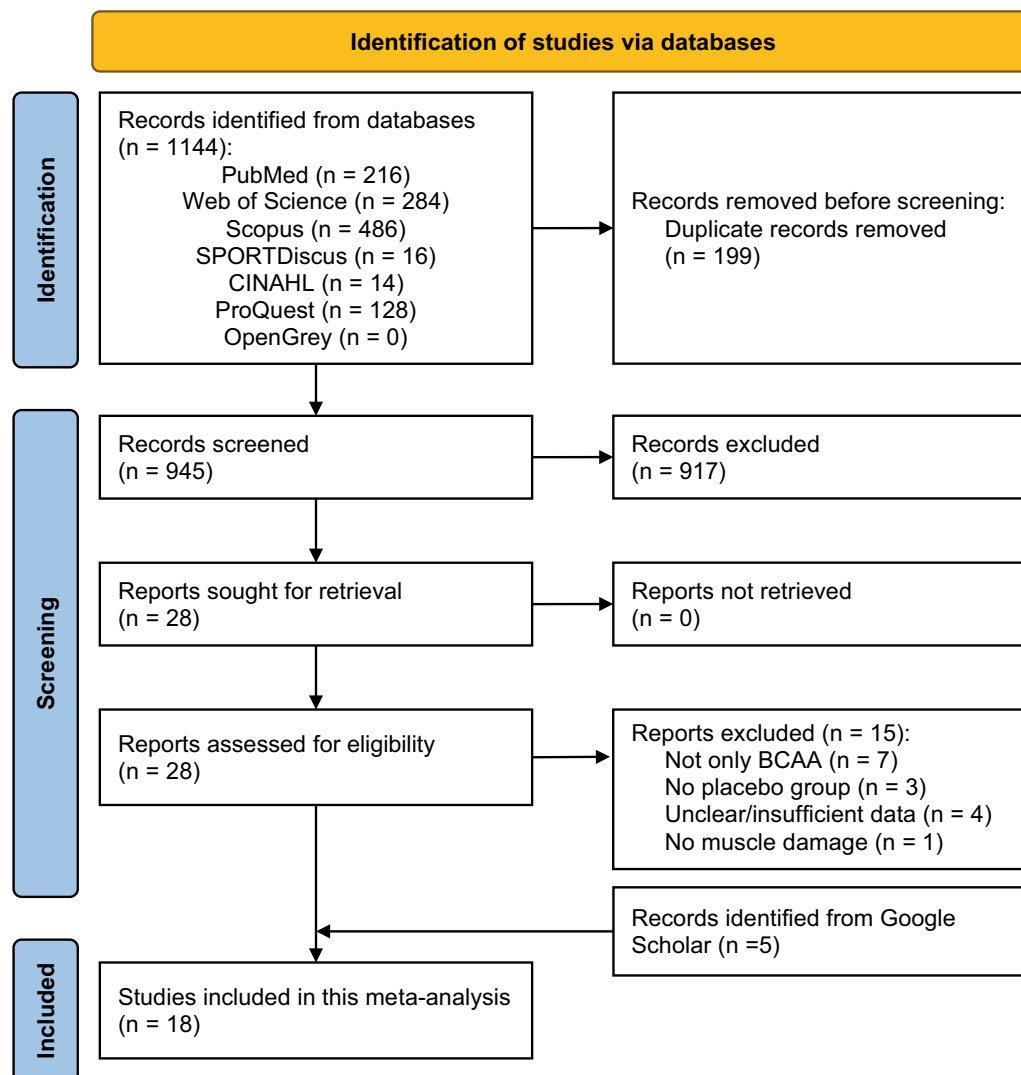 Identification of studies via databases
Identification
Records identified from databases
(n = 1144):
PubMed (n = 216)
Web of Science (n = 284)
Scopus (n = 486)
SPORTDiscus (n = 16)
CINAHL (n = 14)
ProQuest (n = 128)
OpenGrey (n = 0)
Records removed before screening:
Duplicate records removed
(n = 199)
Screening
Records screened
(n = 945)
Records excluded
(n = 917)
Reports sought for retrieval
(n = 28)
Reports not retrieved
(n = 0)
Reports assessed for eligibility
(n = 28)
Reports excluded (n = 15):
Not only BCAA (n = 7)
No placebo group (n = 3)
Unclear/insufficient data (n = 4)
No muscle damage (n = 1)
Records identified from Google
Scholar (n =5)
Included
Studies included in this meta-analysis
(n = 18)